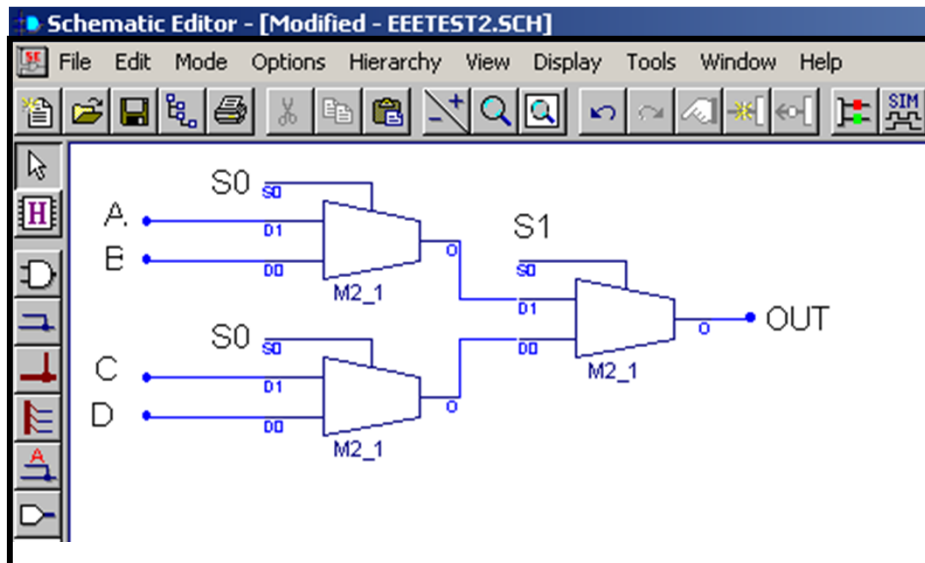 Schematic Editor - [Modified - EEETEST2.SCH]
File Edit Mode Options Hierarchy View Display Tools Window Help
SIM
H
A
S0
S0
A
D1
B
D0
O
M2_1
S1
S0
D1
D0
O
OUT
M2_1
S0
S0
C
D1
D
D0
O
M2_1